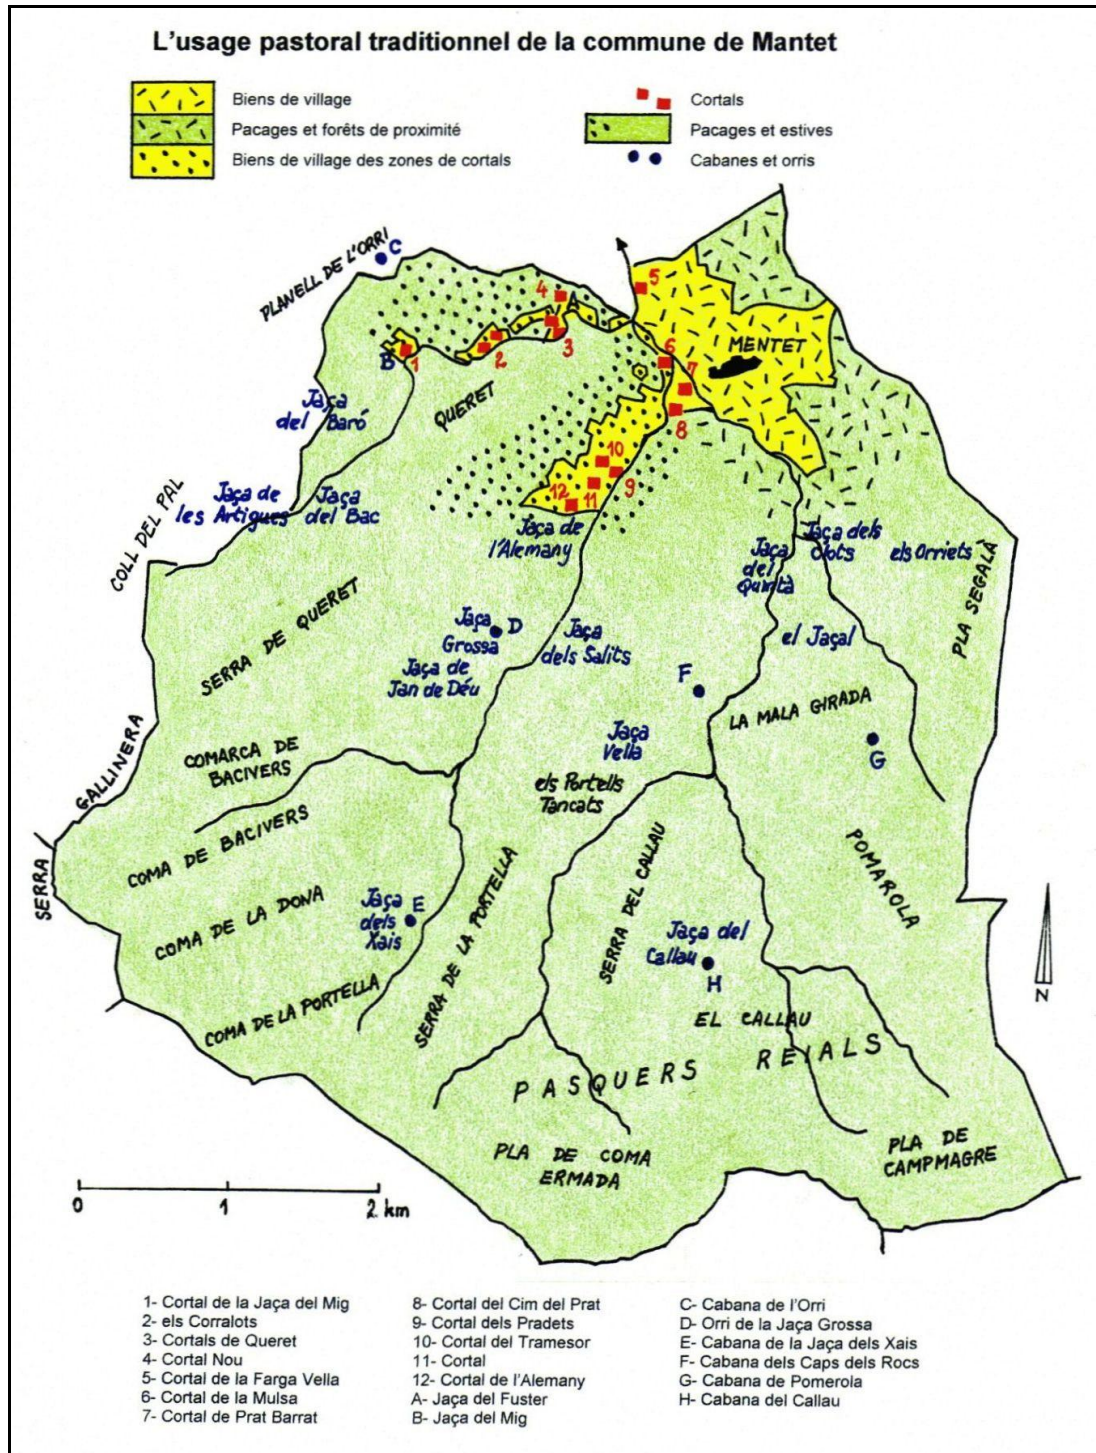 L'usage pastoral traditionnel de la commune de Mantet
Biens de village
Pacages et forêts de proximité
Biens de village des zones de cortals
Cortals
Pacages et estives
Cabanes et orris
PLANELL DE L'ORRI
C
5
4
A
MENTET
B
1
2
3
6
7
8
Jaça
del Baró
QUERET
10
9
12
11
COLL DEL PAL
Jaça de
les Artigues
Jaça
del Bac
Jaça de
l'Alemany
Jaça
del
Quintà
Jaça dels
Clots
els Orriets
PLA SEGALÀ
SERRA DE QUERET
Jaça
Grossa
D
Jaça de
Jan de Déu
Jaça
dels Salits
el Jaçal
F
Jaça
Vella
LA MALA GIRADA
G
SERRA GALLINERA
COMARCA DE
BACIVERS
els Portells
Tancats
COMA DE BACIVERS
COMA DE LA DONA
Jaça
dels
Xais
E
SERRA DE LA PORTELLA
SERRA DEL CALLAU
POMAROLA
Jaça del
Callau
H
COMA DE LA PORTELLA
EL CALLAU
PASQUERS REIALS
N
PLA DE COMA
ERMADA
PLA DE
CAMPMAGRE
0 1 2 km
1- Cortal de la Jaça del Mig
2- els Corralots
3- Cortals de Queret
4- Cortal Nou
5- Cortal de la Farga Vella
6- Cortal de la Mulsa
7- Cortal de Prat Barrat
8- Cortal del Cim del Prat
9- Cortal dels Pradets
10- Cortal del Tramesor
11- Cortal
12- Cortal de l'Alemany
A- Jaça del Fuster
B- Jaça del Mig
C- Cabana de l'Orri
D- Orri de la Jaça Grossa
E- Cabana de la Jaça dels Xais
F- Cabana dels Caps dels Rocs
G- Cabana de Pomerola
H- Cabana del Callau